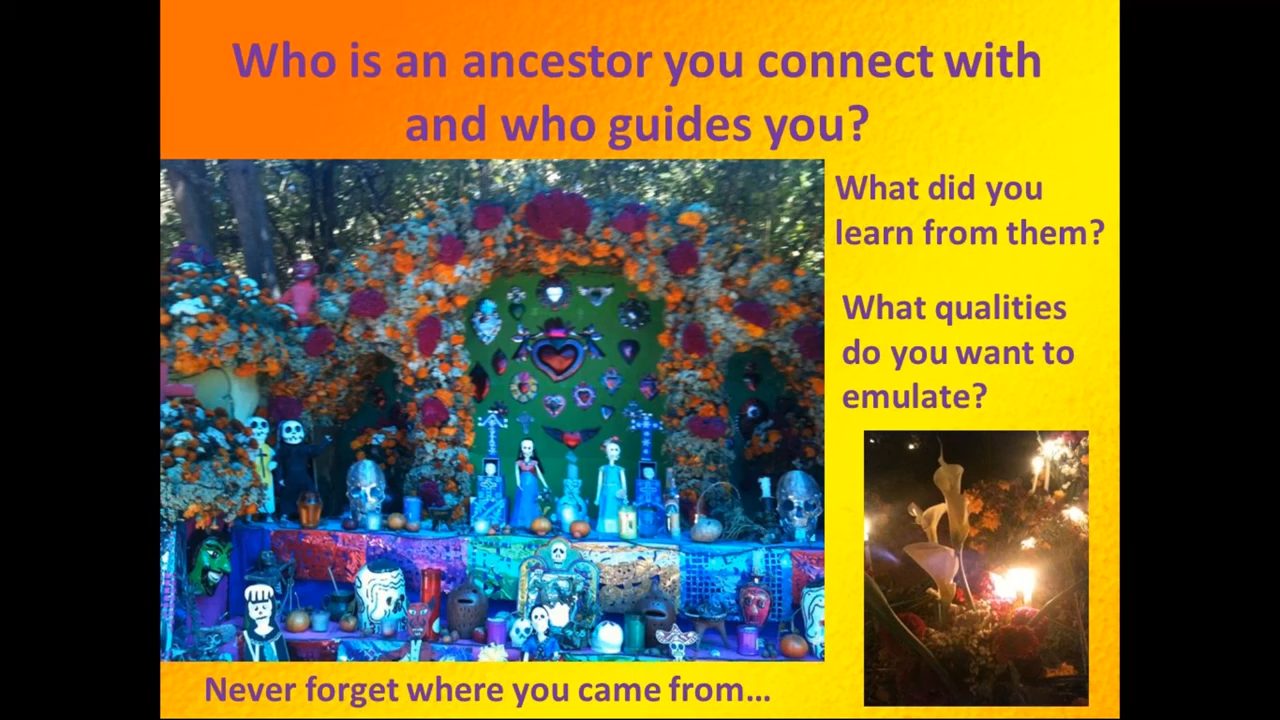 Who is an ancestor you connect with
and who guides you?
What did you
learn from them?
What qualities
do you want to
emulate?
Never forget where you came from…